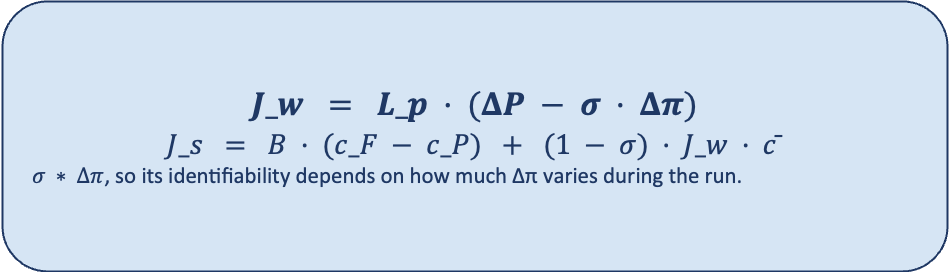 J_w = L_p · (ΔP − σ · Δπ)
J_s = B · (c_F − c_P) + (1 − σ) · J_w · c̄
σ * Δπ, so its identifiability depends on how much Δπ varies during the run.